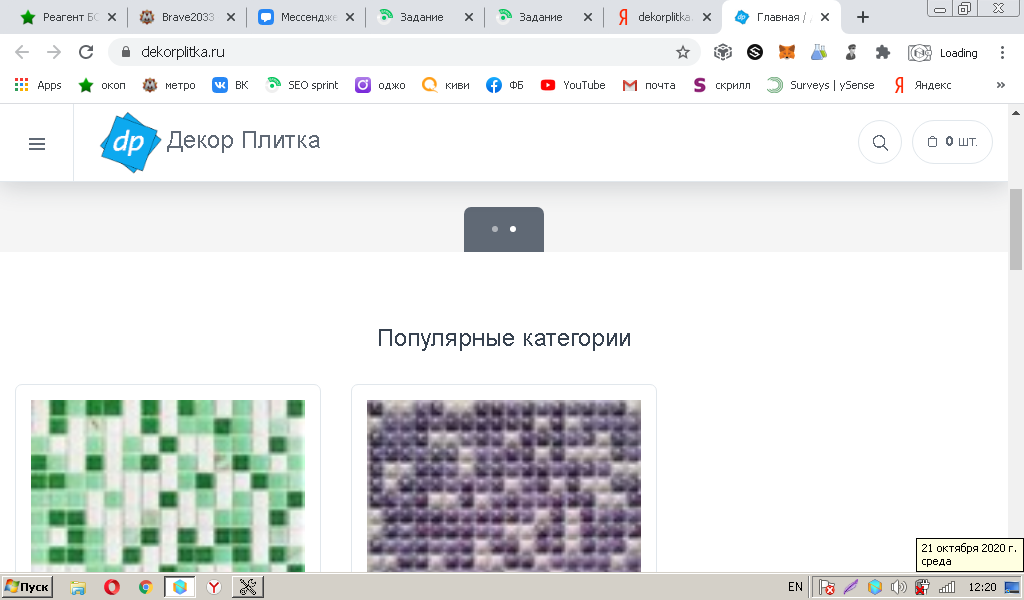 Реагент БС
Brave2033
Мессендже
Задание
Задание
dekorplitka.
Главная /
dekorplitka.ru
Loading
Apps
окоп
метро
ВК
SEO sprint
оджо
киви
ФБ
YouTube
почта
скрилл
Surveys | ySense
Яндекс
»
dp
Декор Плитка
0 шт.
Популярные категории
21 октября 2020 г.
среда
Пуск
EN
12:20